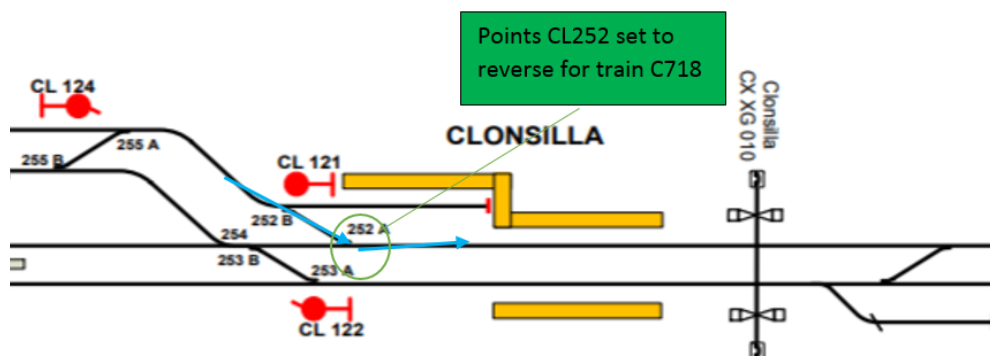 Points CL252 set to
reverse for train C718
CL 124
CLONSILLA
Clonsilla
CX XG 010
255 A
255 B
CL 121
252 B
252 A
254
253 B
253 A
CL 122